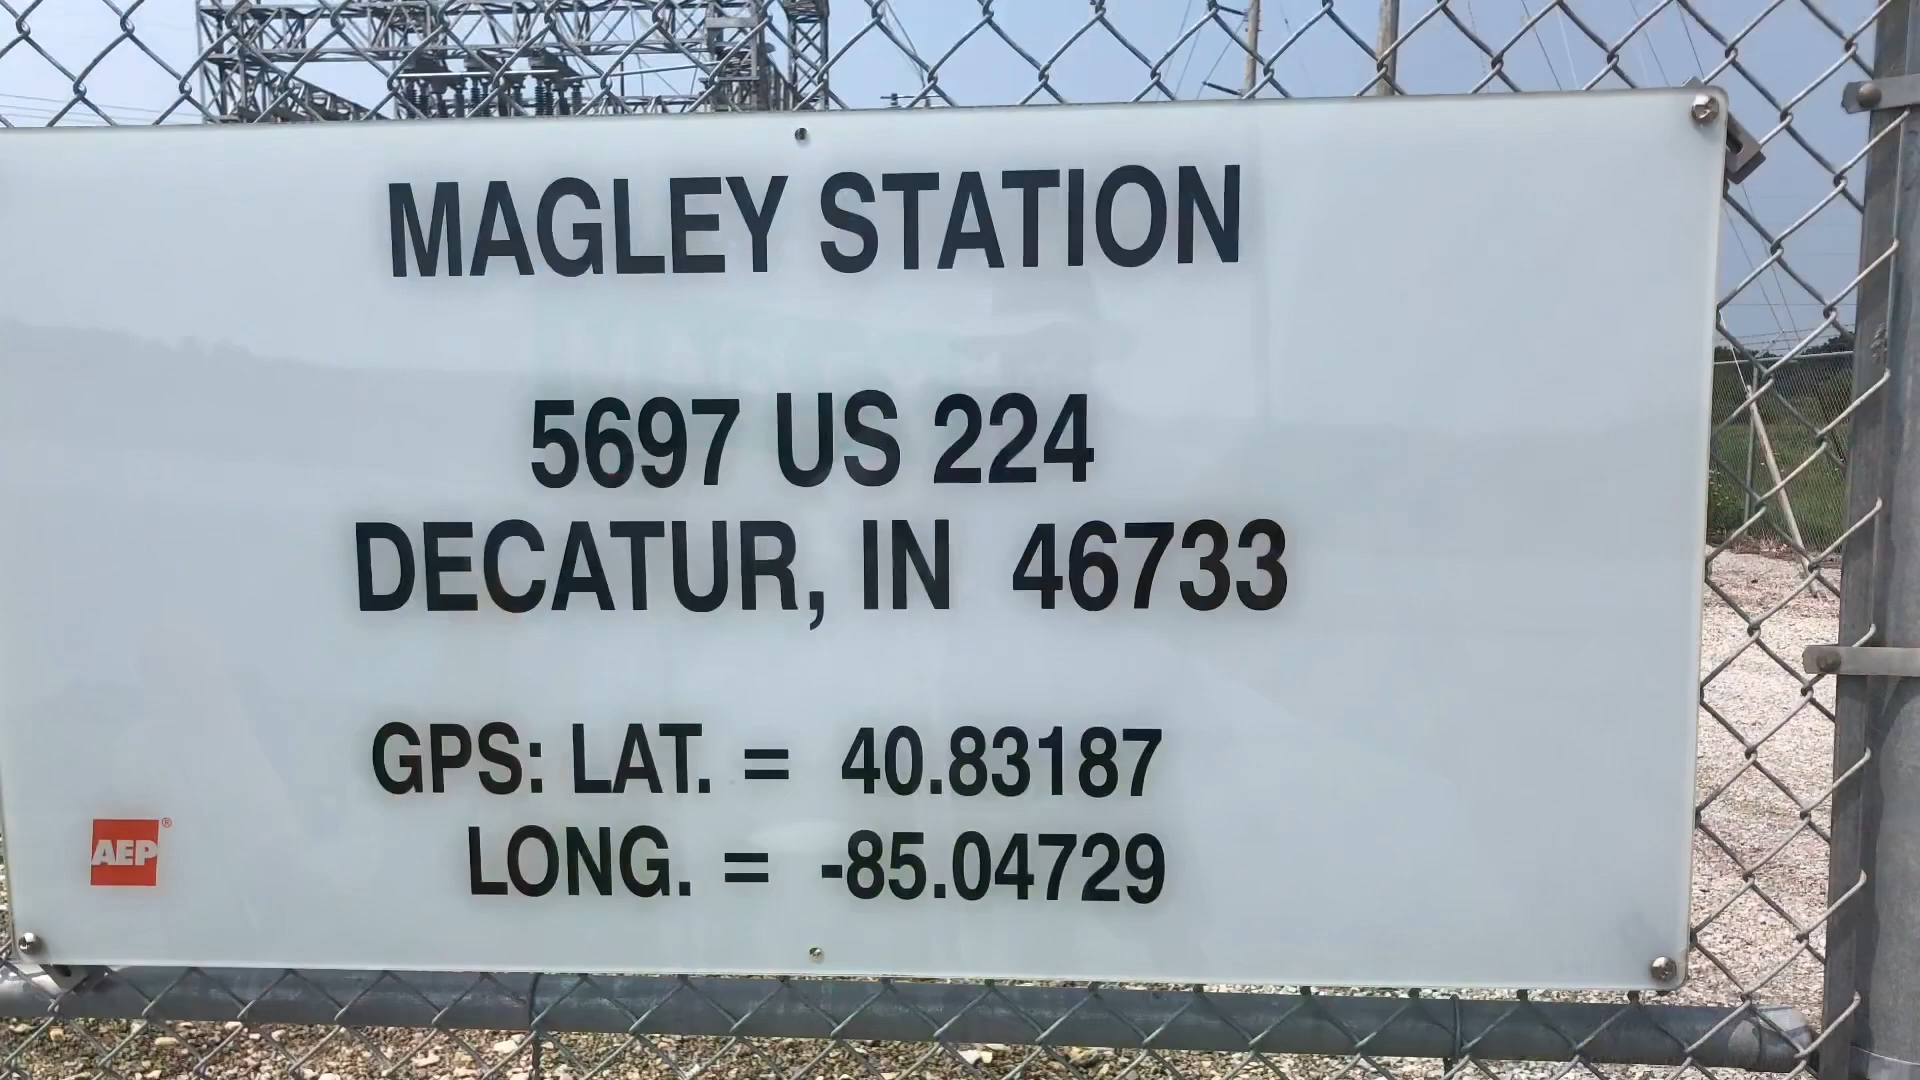 MAGLEY STATION
5697 US 224
DECATUR, IN 46733
GPS: LAT. = 40.83187
LONG. = -85.04729
AEP®